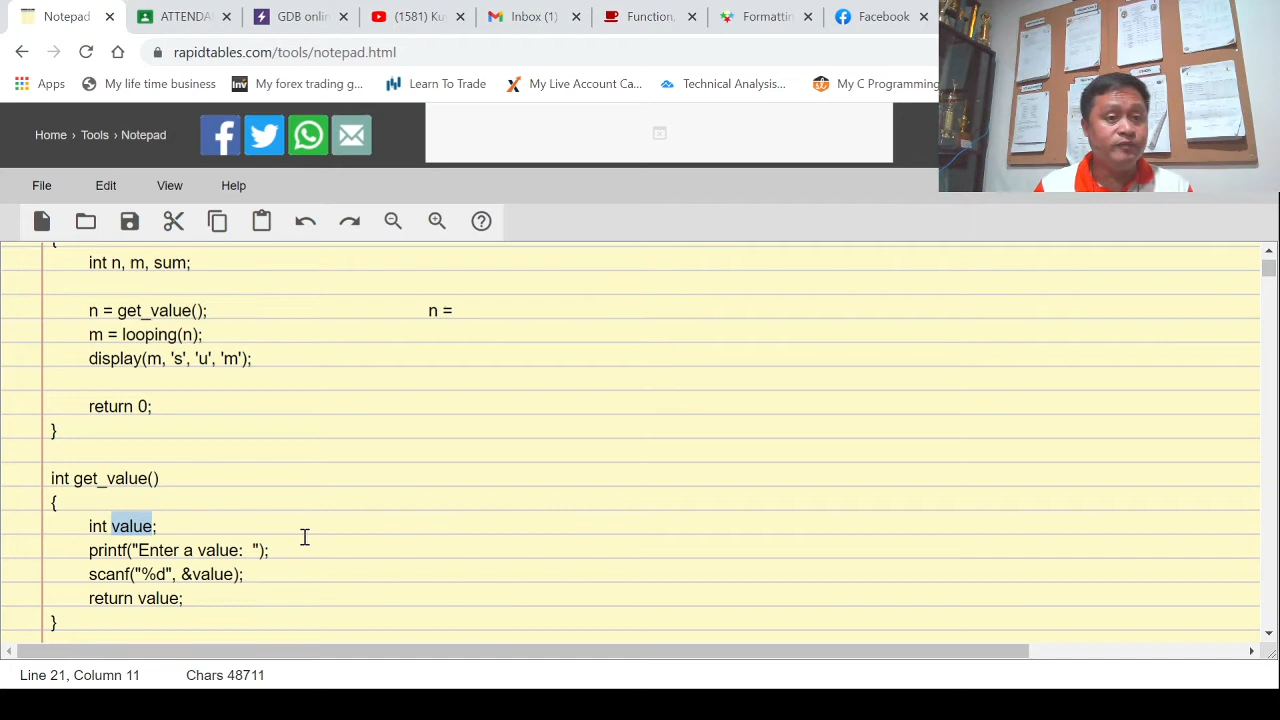 Notepad
ATTENDA
GDB onlin
(1581) Ku
Inbox (1)
Function,
Formattin
Facebook
rapidtables.com/tools/notepad.html
Apps
My life time business
My forex trading g...
Learn To Trade
My Live Account Ca...
Technical Analysis...
My C Programming
Home › Tools › Notepad
File Edit View Help
{
int n, m, sum;
n = get_value(); n =
m = looping(n);
display(m, 's', 'u', 'm');
return 0;
}
int get_value()
{
int value;
printf("Enter a value:  ");
scanf("%d", &value);
return value;
}
Line 21, Column 11 Chars 48711